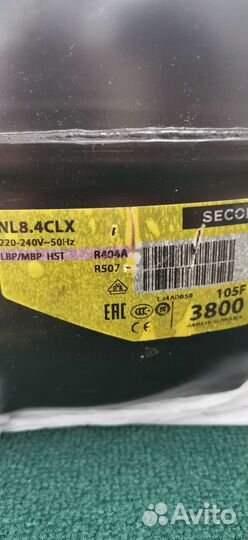 NL8.4CLX
SECO
220-240V~50Hz
LBP/MBP HST R404A
R507
105F
3800
EAC
Avito